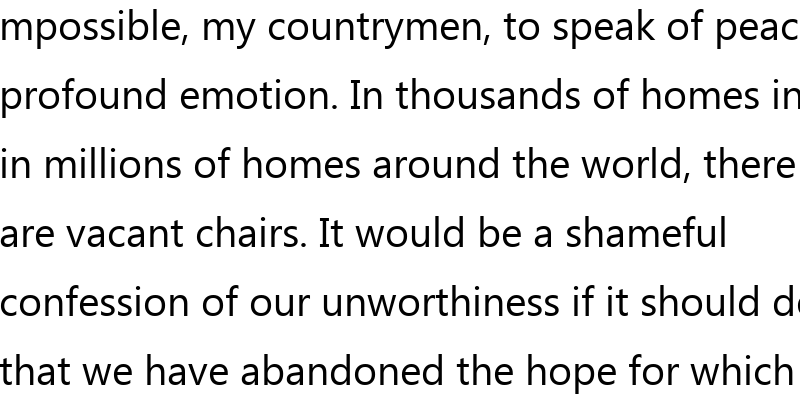 mpossible, my countrymen, to speak of peac
profound emotion. In thousands of homes in
in millions of homes around the world, there
are vacant chairs. It would be a shameful
confession of our unworthiness if it should d
that we have abandoned the hope for which